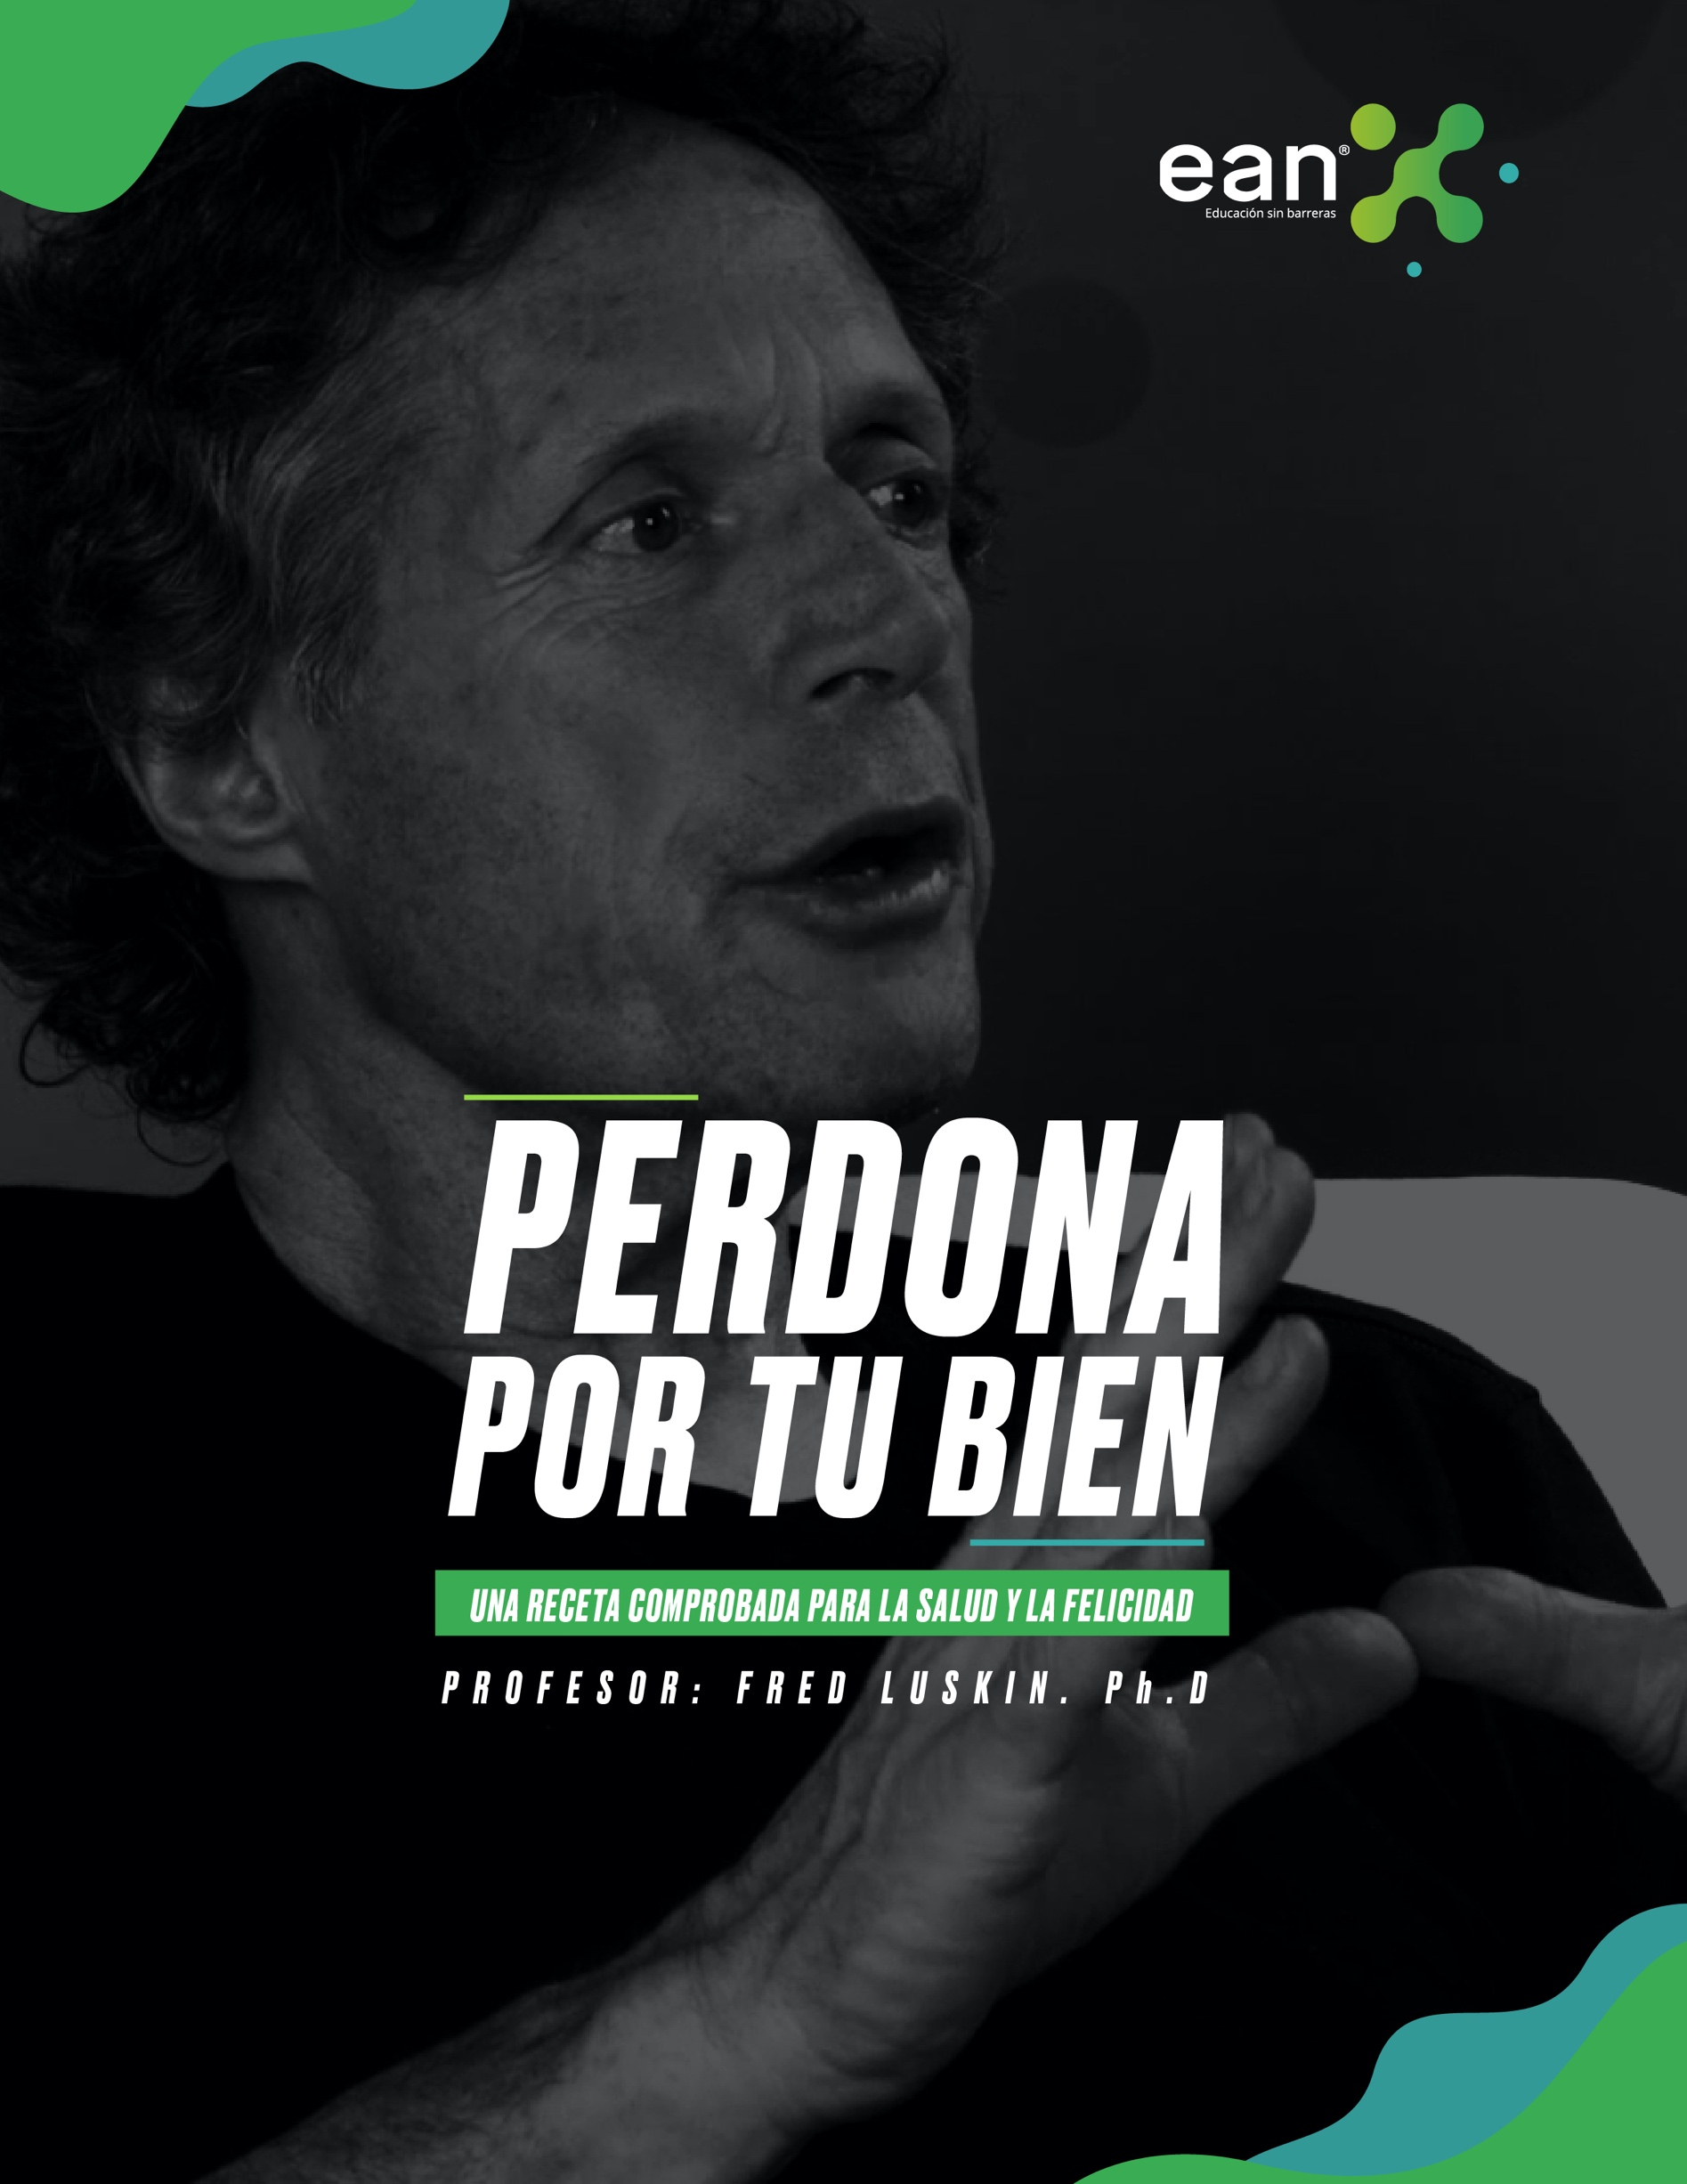 ean®
Educación sin barreras
PERDONA
POR TU BIEN
UNA RECETA COMPROBADA PARA LA SALUD Y LA FELICIDAD
PROFESOR: FRED LUSKIN. Ph.D